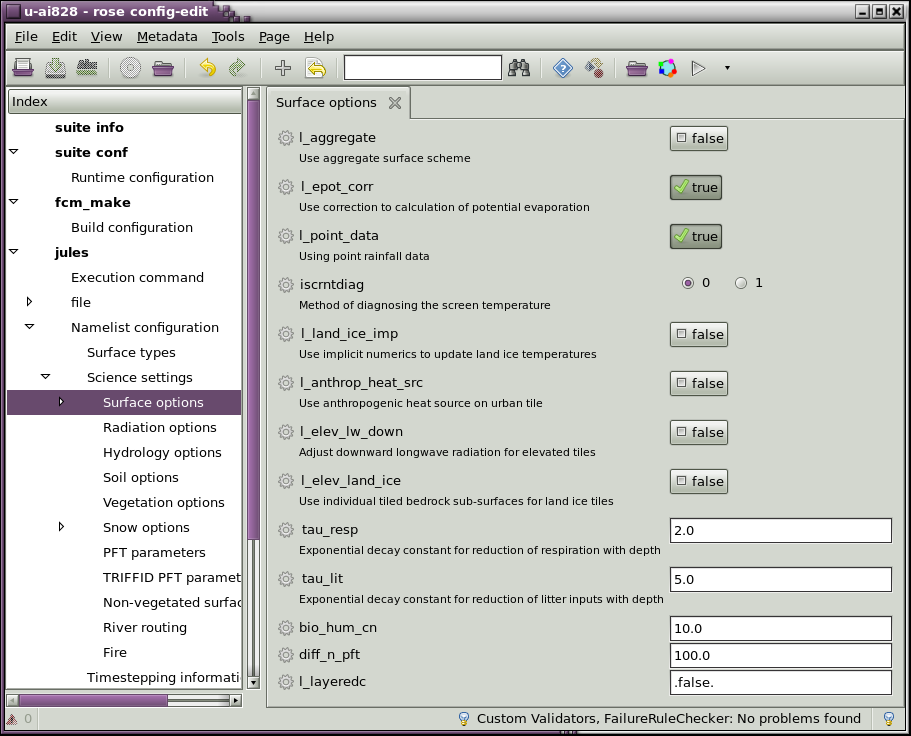 u-ai828 - rose config-edit
File Edit View Metadata Tools Page Help
Index
suite info
suite conf
Runtime configuration
fcm_make
Build configuration
jules
Execution command
file
Namelist configuration
Surface types
Science settings
Surface options
Radiation options
Hydrology options
Soil options
Vegetation options
Snow options
PFT parameters
TRIFFID PFT paramet
Non-vegetated surfac
River routing
Fire
Timestepping informati
0
Surface options
l_aggregate false
Use aggregate surface scheme
l_epot_corr true
Use correction to calculation of potential evaporation
l_point_data true
Using point rainfall data
iscrntdiag 0 1
Method of diagnosing the screen temperature
l_land_ice_imp false
Use implicit numerics to update land ice temperatures
l_anthrop_heat_src false
Use anthropogenic heat source on urban tile
l_elev_lw_down false
Adjust downward longwave radiation for elevated tiles
l_elev_land_ice false
Use individual tiled bedrock sub-surfaces for land ice tiles
tau_resp 2.0
Exponential decay constant for reduction of respiration with depth
tau_lit 5.0
Exponential decay constant for reduction of litter inputs with depth
bio_hum_cn 10.0
diff_n_pft 100.0
l_layeredc .false.
Custom Validators, FailureRuleChecker: No problems found